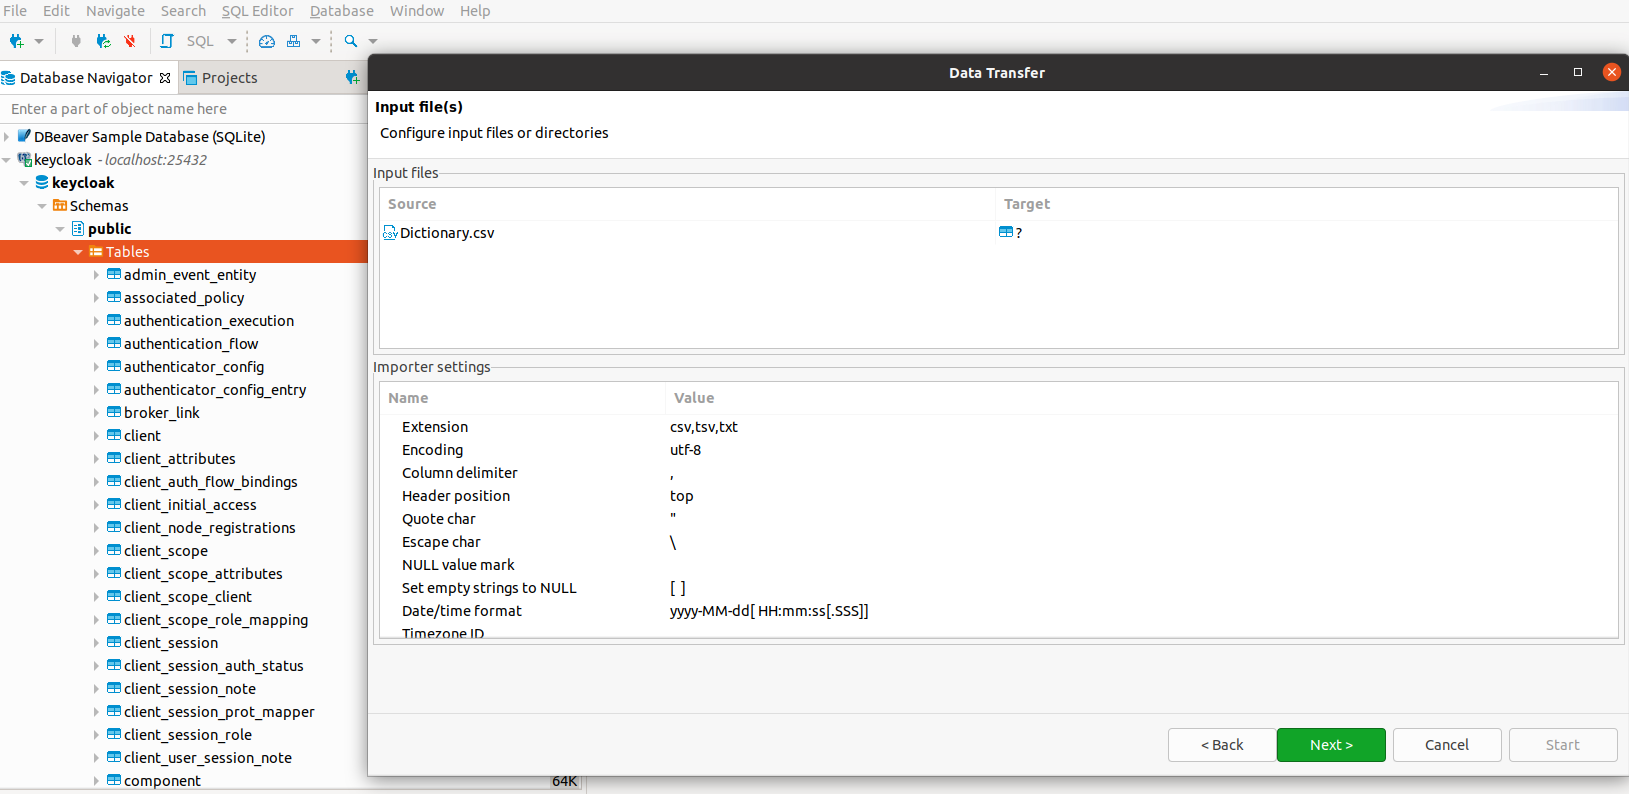 File Edit Navigate Search SQL Editor Database Window Help
SQL
Database Navigator Projects
Enter a part of object name here
DBeaver Sample Database (SQLite)
keycloak - localhost:25432
keycloak
Schemas
public
Tables
admin_event_entity
associated_policy
authentication_execution
authentication_flow
authenticator_config
authenticator_config_entry
broker_link
client
client_attributes
client_auth_flow_bindings
client_initial_access
client_node_registrations
client_scope
client_scope_attributes
client_scope_client
client_scope_role_mapping
client_session
client_session_auth_status
client_session_note
client_session_prot_mapper
client_session_role
client_user_session_note
component 64K
Data Transfer
Input file(s)
Configure input files or directories
Input files
Source Target
Dictionary.csv ?
Importer settings
Name Value
Extension csv,tsv,txt
Encoding utf-8
Column delimiter ,
Header position top
Quote char "
Escape char \
NULL value mark
Set empty strings to NULL [ ]
Date/time format yyyy-MM-dd[ HH:mm:ss[.SSS]]
Timezone ID
< Back Next > Cancel Start